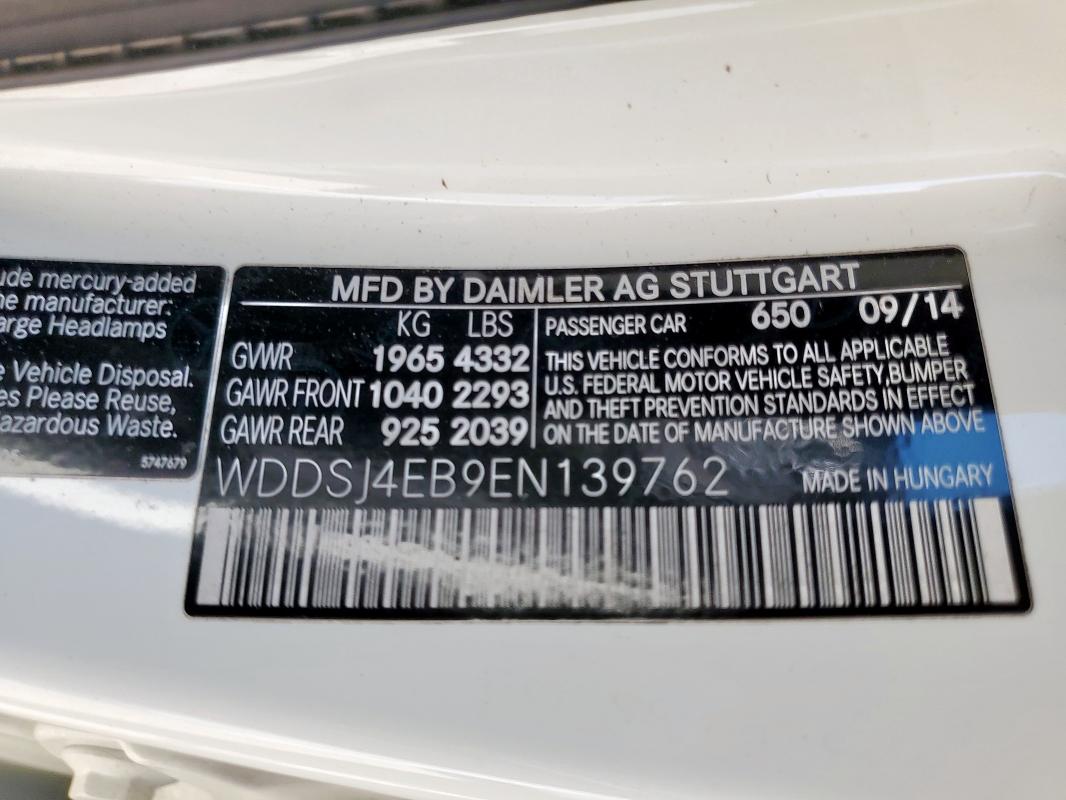 ude mercury-added
he manufacturer:
arge Headlamps
e Vehicle Disposal.
es Please Reuse,
azardous Waste.
5747679
MFD BY DAIMLER AG STUTTGART
KG LBS
GVWR 1965 4332
GAWR FRONT 1040 2293
GAWR REAR 925 2039
PASSENGER CAR 650 09/14
THIS VEHICLE CONFORMS TO ALL APPLICABLE
U.S. FEDERAL MOTOR VEHICLE SAFETY,BUMPER
AND THEFT PREVENTION STANDARDS IN EFFECT
ON THE DATE OF MANUFACTURE SHOWN ABOVE
WDDSJ4EB9EN139762 MADE IN HUNGARY